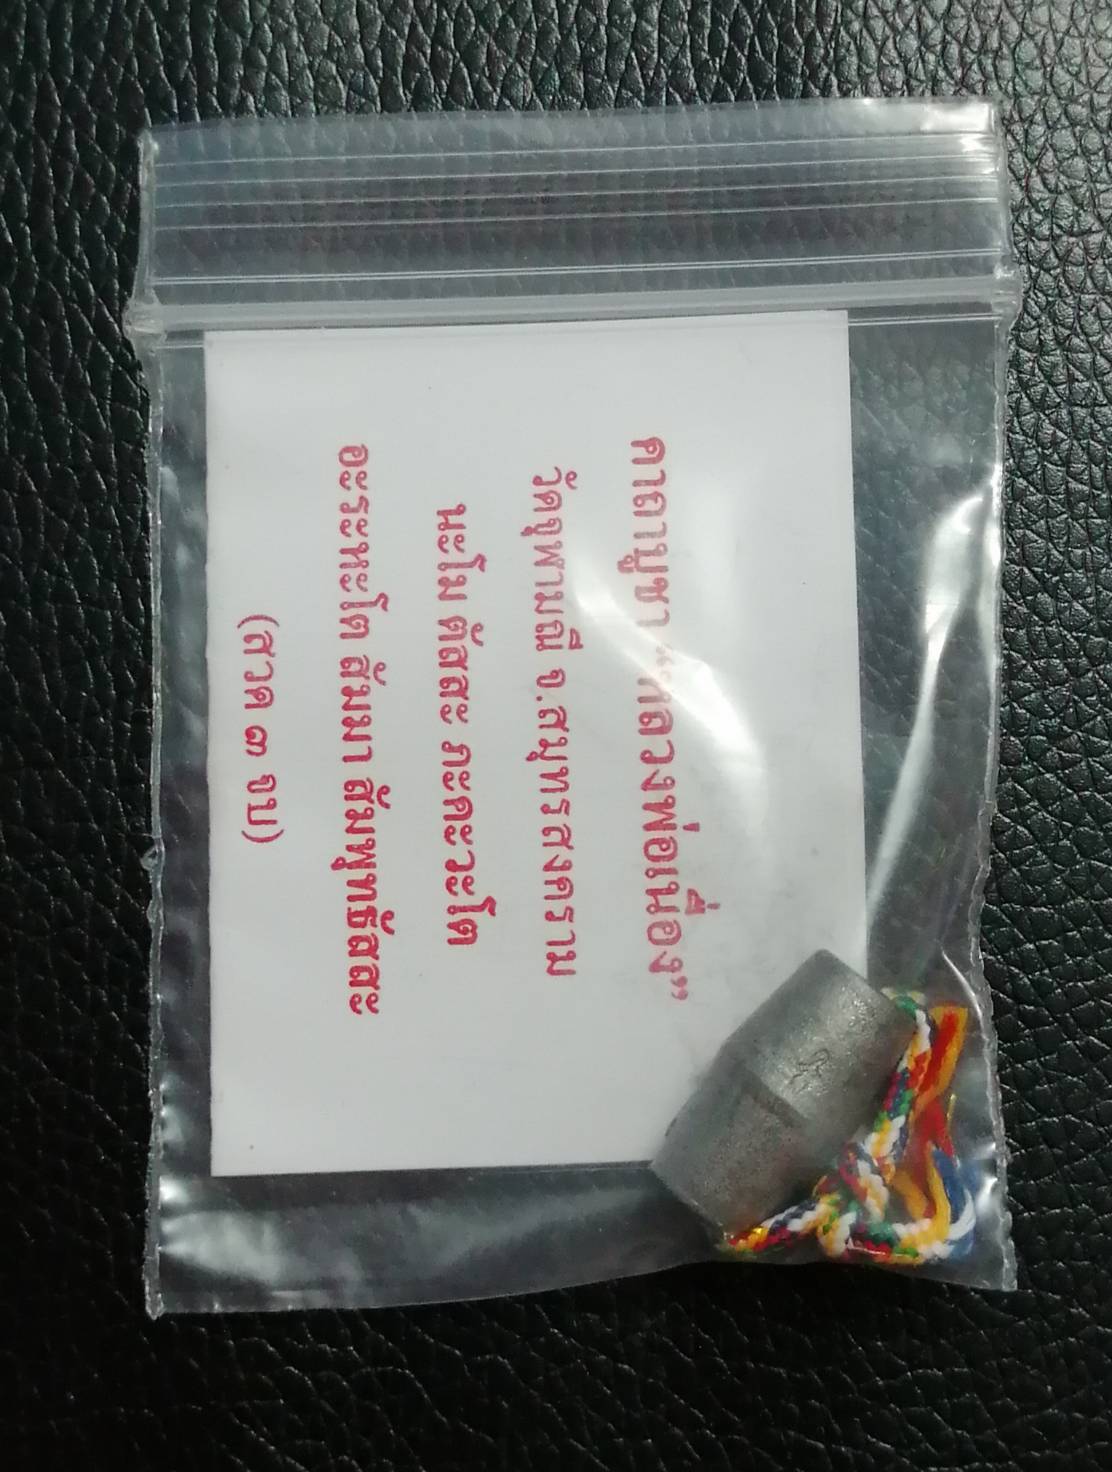 คาถาบูชา “หลวงพ่อเนื่อง”
วัดจุฬามณี จ.สมุทรสงคราม
นะโม ตัสสะ ภะคะวะโต
อะระหะโต สัมมา สัมพุทธัสสะ
(สวด ๓ จบ)